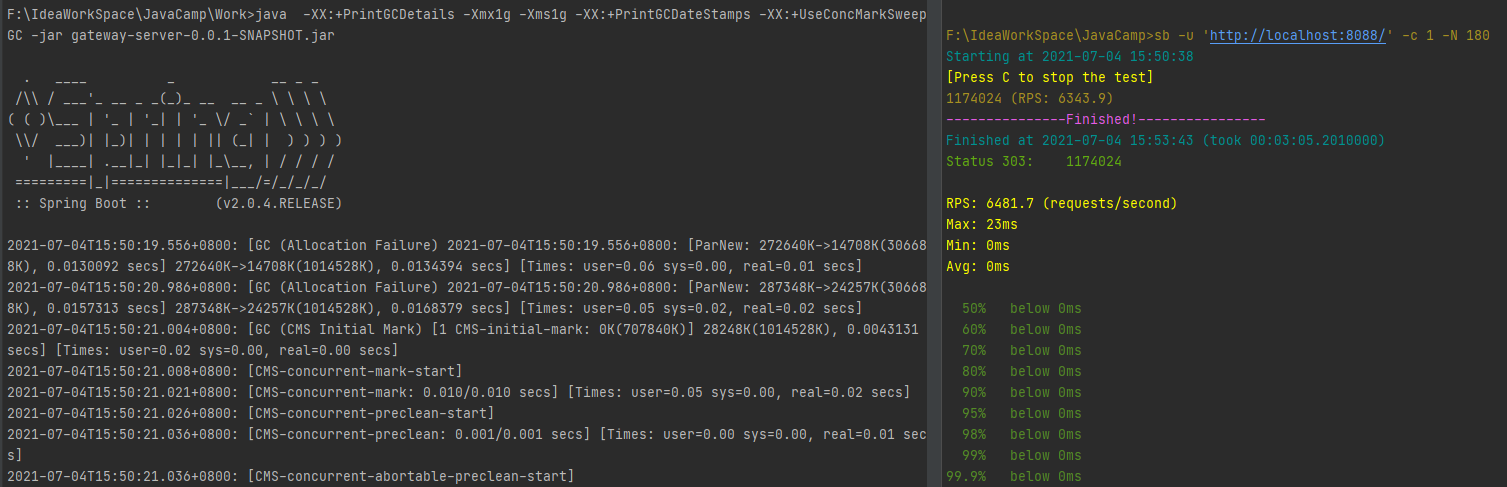 F:\IdeaWorkSpace\JavaCamp\Work>java  -XX:+PrintGCDetails -Xmx1g -Xms1g -XX:+PrintGCDateStamps -XX:+UseConcMarkSweep
GC -jar gateway-server-0.0.1-SNAPSHOT.jar
  .   ____          _            __ _ _
 /\\ / ___'_ __ _ _(_)_ __  __ _ \ \ \ \
( ( )\___ | '_ | '_| | '_ \/ _` | \ \ \ \
 \\/  ___)| |_)| | | | | || (_| |  ) ) ) )
  '  |____| .__|_| |_|_| |_\__, | / / / /
 =========|_|==============|___/=/_/_/_/
 :: Spring Boot ::        (v2.0.4.RELEASE)
2021-07-04T15:50:19.556+0800: [GC (Allocation Failure) 2021-07-04T15:50:19.556+0800: [ParNew: 272640K->14708K(30668
8K), 0.0130092 secs] 272640K->14708K(1014528K), 0.0134394 secs] [Times: user=0.06 sys=0.00, real=0.01 secs]
2021-07-04T15:50:20.986+0800: [GC (Allocation Failure) 2021-07-04T15:50:20.986+0800: [ParNew: 287348K->24257K(30668
8K), 0.0157313 secs] 287348K->24257K(1014528K), 0.0168379 secs] [Times: user=0.05 sys=0.02, real=0.02 secs]
2021-07-04T15:50:21.004+0800: [GC (CMS Initial Mark) [1 CMS-initial-mark: 0K(707840K)] 28248K(1014528K), 0.0043131
secs] [Times: user=0.02 sys=0.00, real=0.00 secs]
2021-07-04T15:50:21.008+0800: [CMS-concurrent-mark-start]
2021-07-04T15:50:21.021+0800: [CMS-concurrent-mark: 0.010/0.010 secs] [Times: user=0.05 sys=0.00, real=0.02 secs]
2021-07-04T15:50:21.026+0800: [CMS-concurrent-preclean-start]
2021-07-04T15:50:21.036+0800: [CMS-concurrent-preclean: 0.001/0.001 secs] [Times: user=0.00 sys=0.00, real=0.01 sec
s]
2021-07-04T15:50:21.036+0800: [CMS-concurrent-abortable-preclean-start]
F:\IdeaWorkSpace\JavaCamp>sb -u 'http://localhost:8088/' -c 1 -N 180
Starting at 2021-07-04 15:50:38
[Press C to stop the test]
1174024 (RPS: 6343.9)
---------------Finished!----------------
Finished at 2021-07-04 15:53:43 (took 00:03:05.2010000)
Status 303:    1174024
RPS: 6481.7 (requests/second)
Max: 23ms
Min: 0ms
Avg: 0ms
50%   below 0ms
60%   below 0ms
70%   below 0ms
80%   below 0ms
90%   below 0ms
95%   below 0ms
98%   below 0ms
99%   below 0ms
99.9%   below 0ms